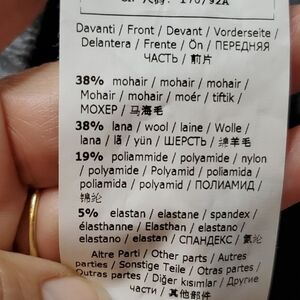 170/92A
Davanti / Front / Devant / Vorderseite /
Delantera / Frente / Ön / ПЕРЕДНЯЯ
ЧАСТЬ / 前片
38% mohair / mohair / mohair /
Mohair / mohair / moér / tiftik /
МОХЕР / 马海毛
38% lana / wool / laine / Wolle /
lana / lã / yün / ШЕРСТЬ / 绵羊毛
19% poliammide / polyamide / nylon
/ polyamide / Polyamid / poliamida /
poliamida / polyamid / ПОЛИАМИД /
锦纶
5% elastan / elastane / spandex /
élasthanne / Elasthan / elastano /
elastano / elastan / СПАНДЕКС / 氨纶
Altre Parti / Other parts / Autres
parties / Sonstige Teile / Otras partes /
Outras partes / Diğer kısımlar / Другие
части / 其他部分